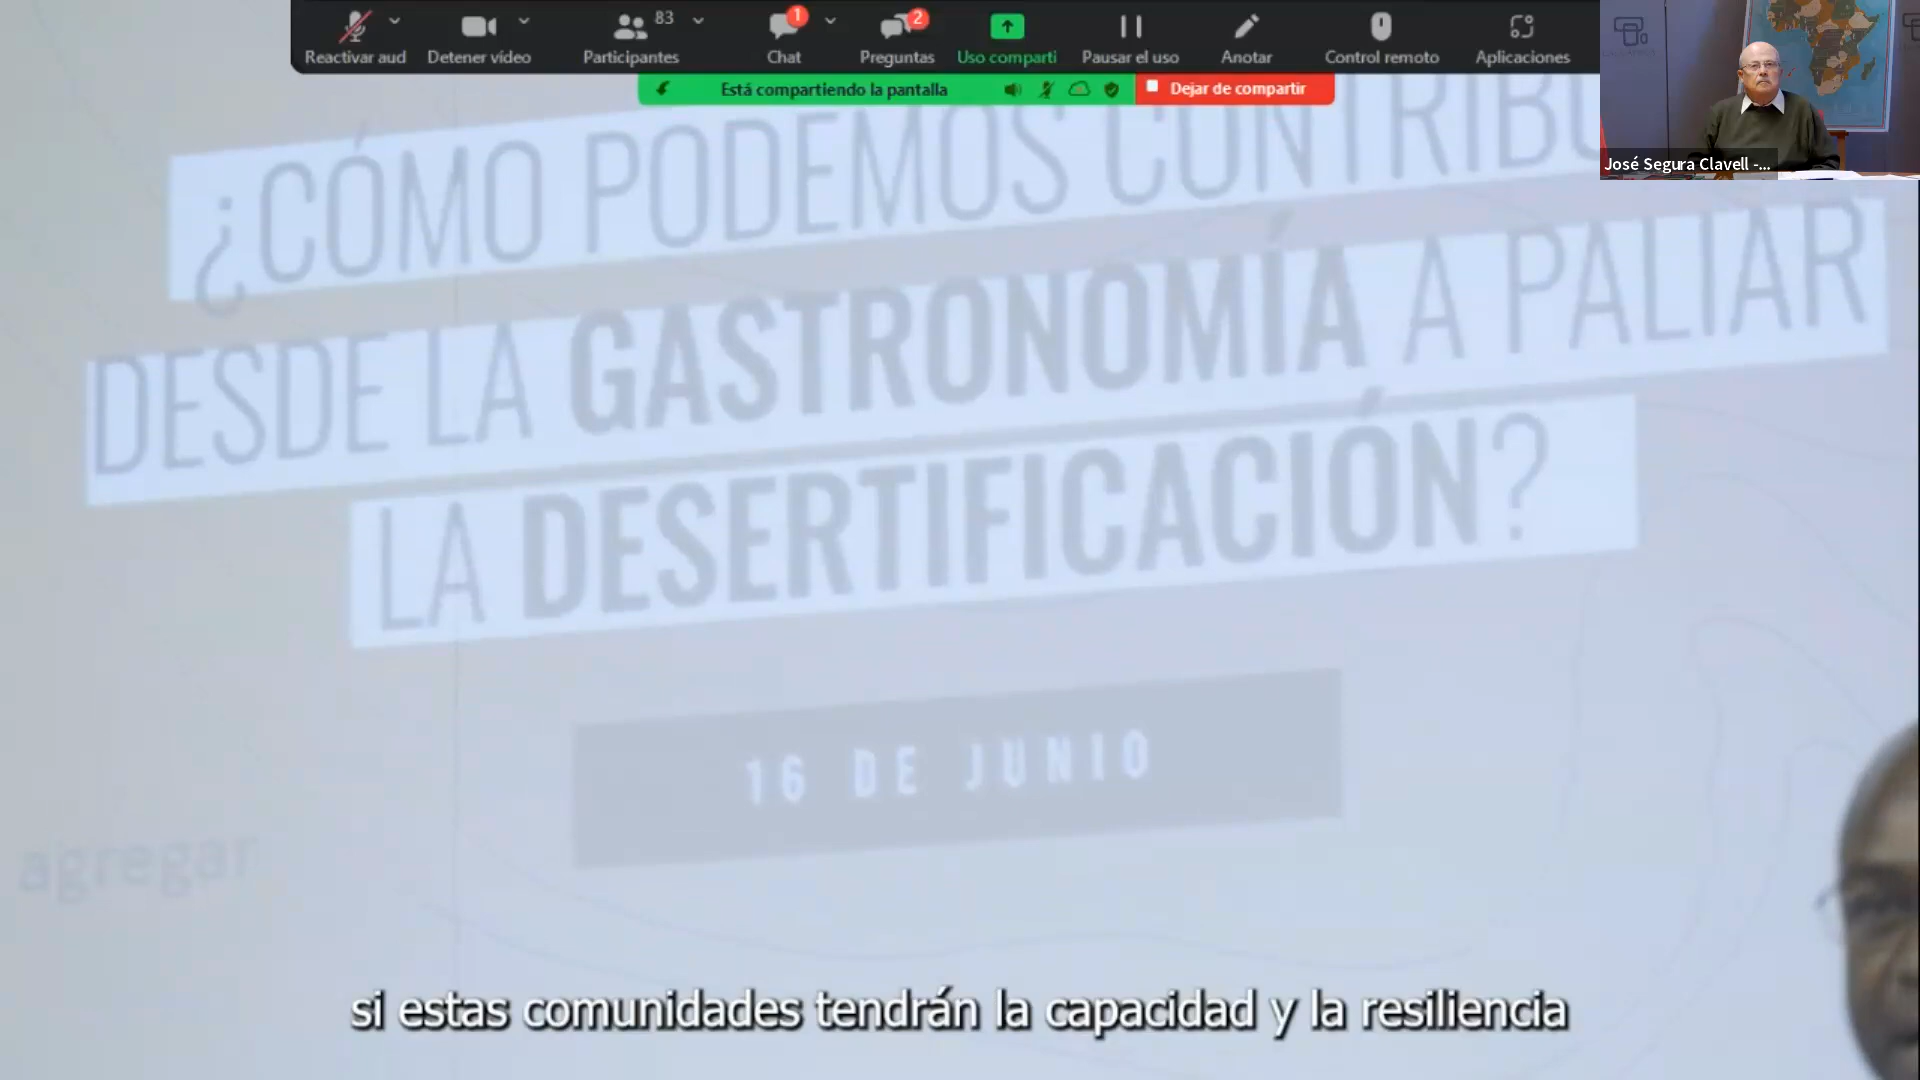 83
1
2
Reactivar aud
Detener vídeo
Participantes
Chat
Preguntas
Uso comparti
Pausar el uso
Anotar
Control remoto
Aplicaciones
Está compartiendo la pantalla
Dejar de compartir
José Segura Clavell -...
¿CÓMO PODEMOS CONTRIBU
DESDE LA GASTRONOMÍA A PALIAR
LA DESERTIFICACIÓN?
16 DE JUNIO
agregar
si estas comunidades tendrán la capacidad y la resiliencia